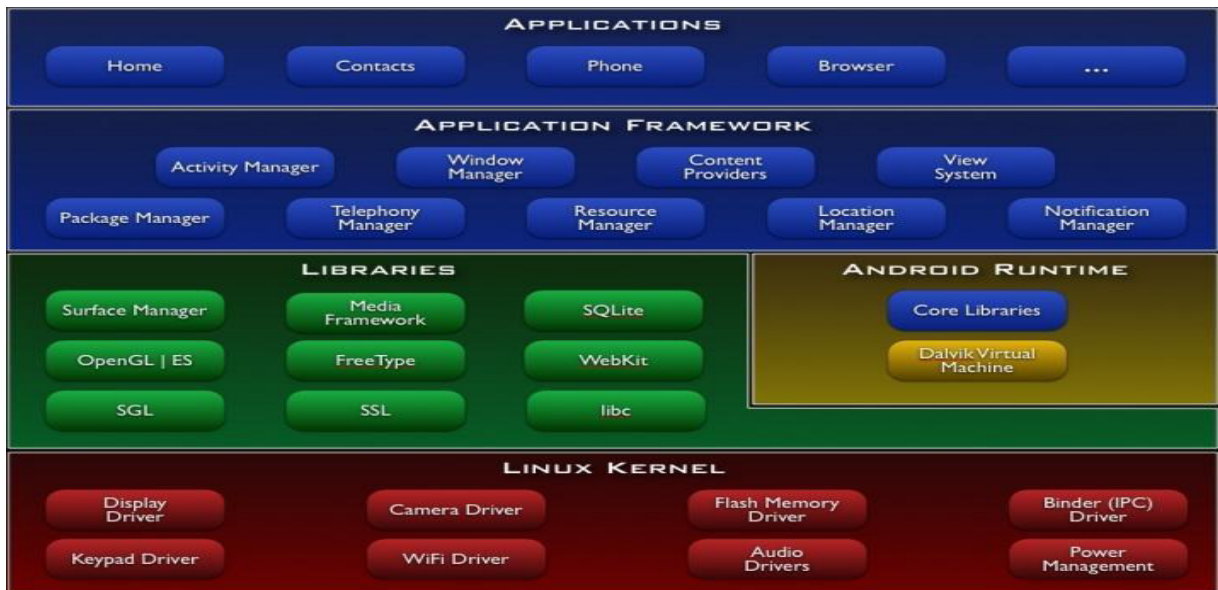 APPLICATIONS
Home
Contacts
Phone
Browser
...
APPLICATION FRAMEWORK
Activity Manager
Window
Manager
Content
Providers
View
System
Package Manager
Telephony
Manager
Resource
Manager
Location
Manager
Notification
Manager
LIBRARIES
Surface Manager
Media
Framework
SQLite
OpenGL | ES
FreeType
WebKit
SGL
SSL
libc
ANDROID RUNTIME
Core Libraries
Dalvik Virtual
Machine
LINUX KERNEL
Display
Driver
Camera Driver
Flash Memory
Driver
Binder (IPC)
Driver
Keypad Driver
WiFi Driver
Audio
Drivers
Power
Management